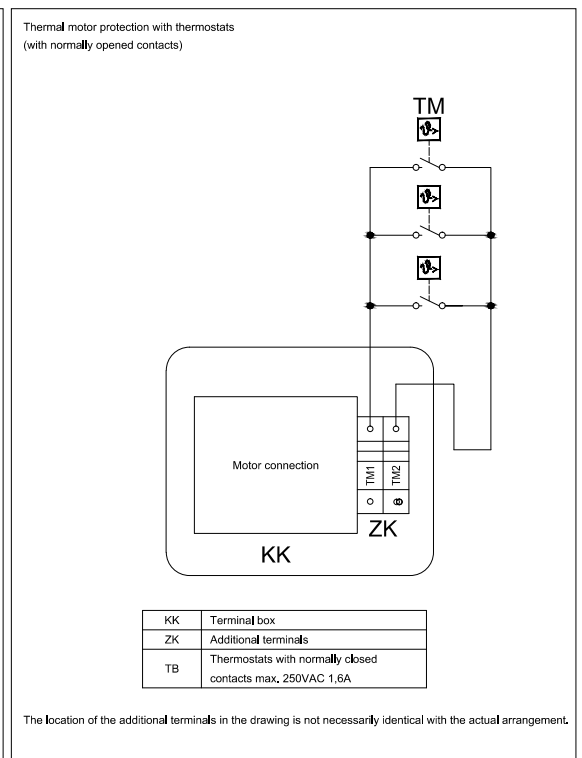 Thermal motor protection with thermostats
(with normally opened contacts)
TM
ϑ>
ϑ>
ϑ>
Motor connection
TM1
TM2
ZK
KK
KK Terminal box
ZK Additional terminals
TB Thermostats with normally closed
contacts max. 250VAC 1,6A
The location of the additional terminals in the drawing is not necessarily identical with the actual arrangement.